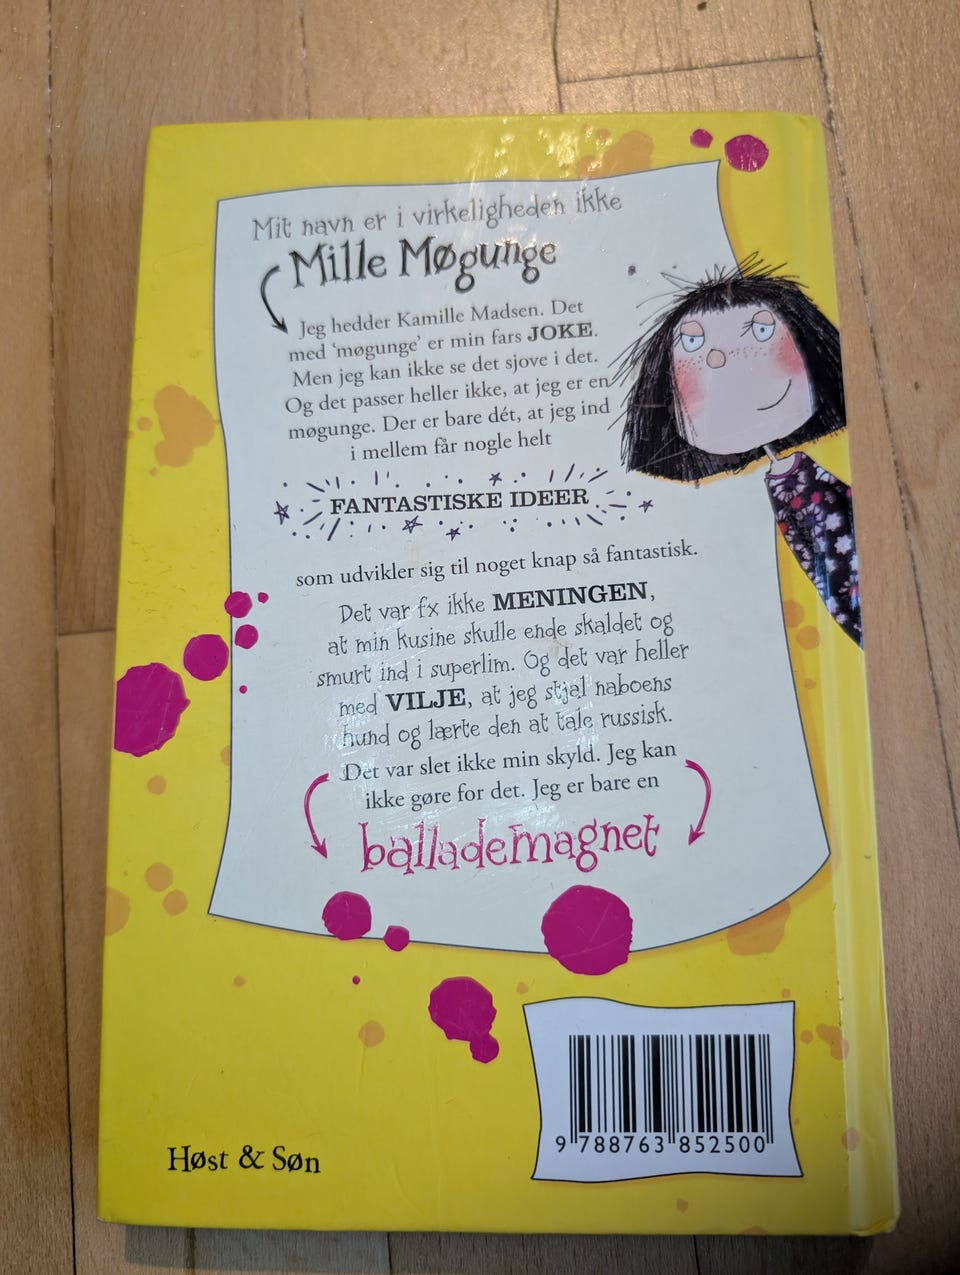 Mit navn er i virkeligheden ikke
Mille Møgunge
Jeg hedder Kamille Madsen. Det
med ‘møgunge’ er min fars JOKE.
Men jeg kan ikke se det sjove i det.
Og det passer heller ikke, at jeg er en
møgunge. Der er bare dét, at jeg ind
i mellem får nogle helt
FANTASTISKE IDEER
som udvikler sig til noget knap så fantastisk.
Det var fx ikke MENINGEN,
at min kusine skulle ende skaldet og
smurt ind i superlim. Og det var heller
med VILJE, at jeg stjal naboens
hund og lærte den at tale russisk.
Det var slet ikke min skyld. Jeg kan
ikke gøre for det. Jeg er bare en
ballademagnet
9 788763 852500
Høst & Søn